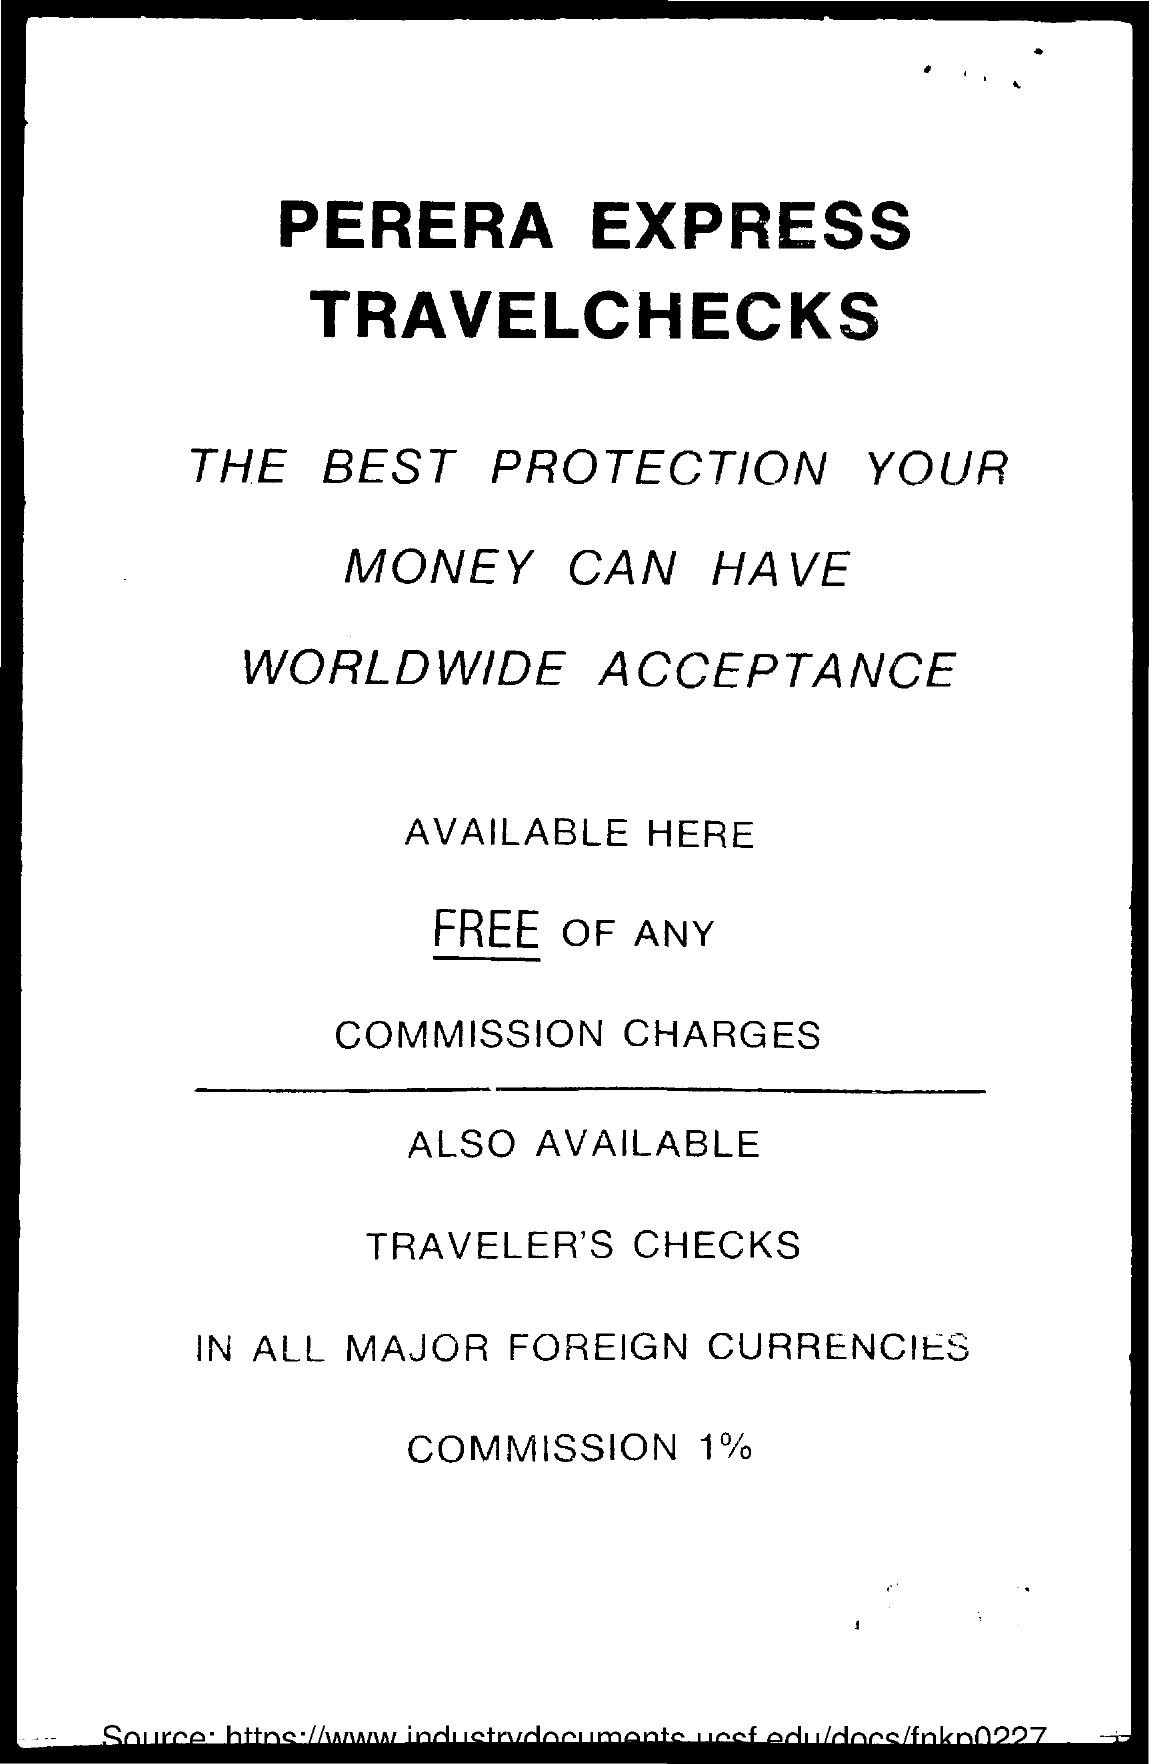 PERERA EXPRESS
TRAVELCHECKS
THE BEST PROTECTION YOUR
MONEY CAN HAVE
WORLDWIDE ACCEPTANCE
AVAILABLE HERE
FREE OF ANY
COMMISSION CHARGES
ALSO AVAILABLE
TRAVELER'S CHECKS
IN ALL MAJOR FOREIGN CURRENCIES
COMMISSION 1%
Source: https://www.industrydocuments.ucsf.edu/docs/fnkp0227